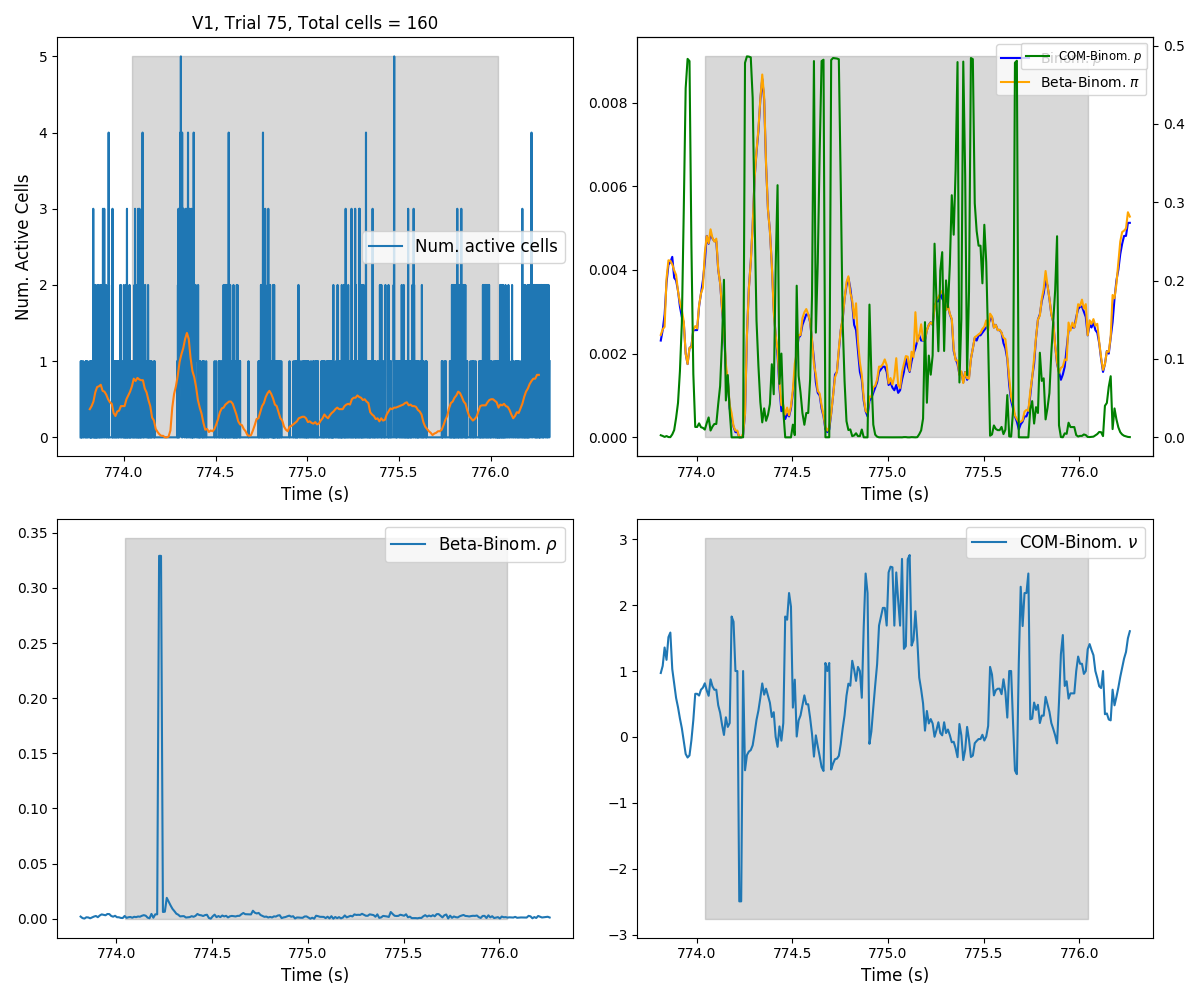 V1, Trial 75, Total cells = 160
5
4
3
2
1
0
Num. Active Cells
Num. active cells
774.0 774.5 775.0 775.5 776.0
Time (s)
0.008
0.006
0.004
0.002
0.000
COM-Binom. p
Beta-Binom. π
0.5
0.4
0.3
0.2
0.1
0.0
774.0 774.5 775.0 775.5 776.0
Time (s)
0.35
0.30
0.25
0.20
0.15
0.10
0.05
0.00
Beta-Binom. ρ
774.0 774.5 775.0 775.5 776.0
Time (s)
3
2
1
0
−1
−2
−3
COM-Binom. ν
774.0 774.5 775.0 775.5 776.0
Time (s)